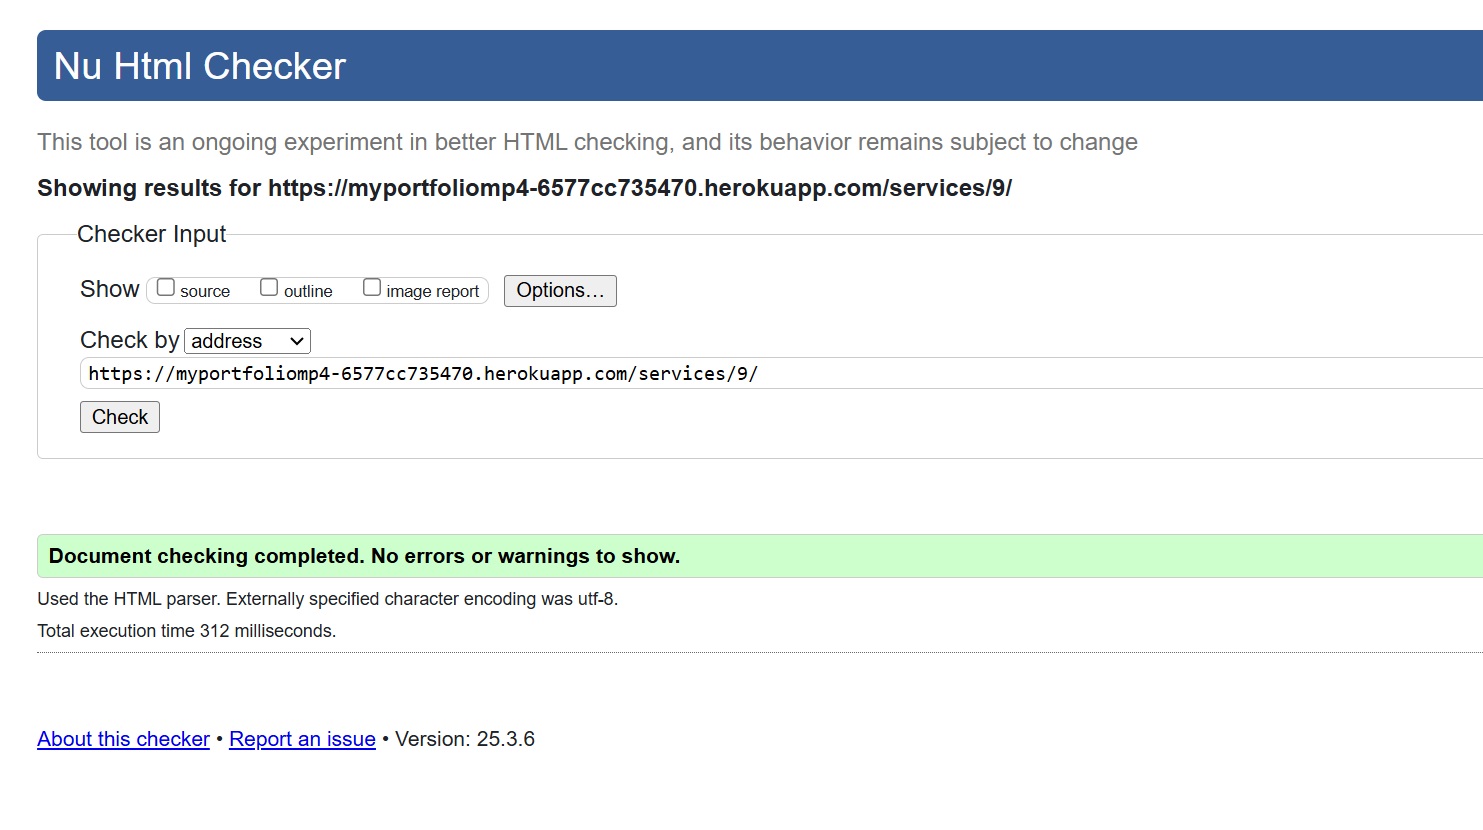 Nu Html Checker
This tool is an ongoing experiment in better HTML checking, and its behavior remains subject to change
Showing results for https://myportfoliomp4-6577cc735470.herokuapp.com/services/9/
Checker Input
Show source outline image report Options...
Check by address
https://myportfoliomp4-6577cc735470.herokuapp.com/services/9/
Check
Document checking completed. No errors or warnings to show.
Used the HTML parser. Externally specified character encoding was utf-8.
Total execution time 312 milliseconds.
About this checker • Report an issue • Version: 25.3.6